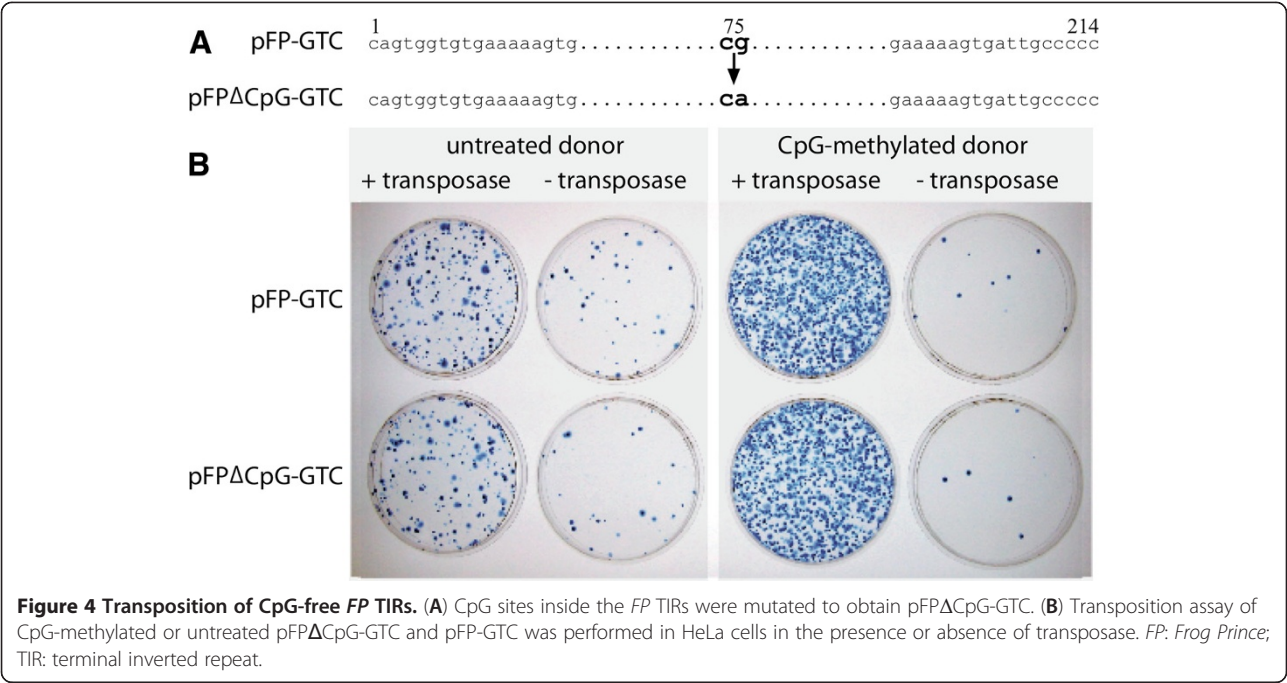 1 75 214
A pFP-GTC cagtggtgtgaaaaagtg............cg............gaaaaagtgattgccccc
pFPΔCpG-GTC cagtggtgtgaaaaagtg............ca............gaaaaagtgattgccccc
B untreated donor CpG-methylated donor
+ transposase - transposase + transposase - transposase
pFP-GTC
pFPΔCpG-GTC
Figure 4 Transposition of CpG-free FP TIRs. (A) CpG sites inside the FP TIRs were mutated to obtain pFPΔCpG-GTC. (B) Transposition assay of
CpG-methylated or untreated pFPΔCpG-GTC and pFP-GTC was performed in HeLa cells in the presence or absence of transposase. FP: Frog Prince;
TIR: terminal inverted repeat.